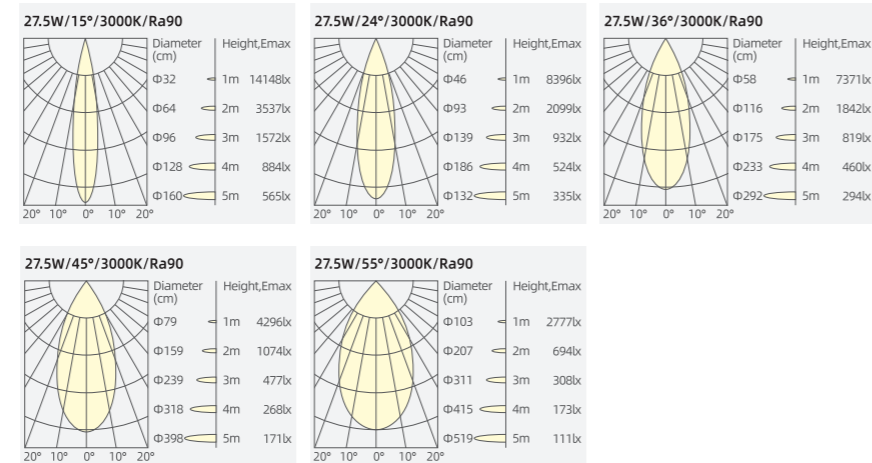 27.5W/15°/3000K/Ra90
Diameter (cm) Height,Emax
Φ32 1m 14148lx
Φ64 2m 3537lx
Φ96 3m 1572lx
Φ128 4m 884lx
Φ160 5m 565lx
20° 10° 0° 10° 20°
27.5W/24°/3000K/Ra90
Diameter (cm) Height,Emax
Φ46 1m 8396lx
Φ93 2m 2099lx
Φ139 3m 932lx
Φ186 4m 524lx
Φ132 5m 335lx
20° 10° 0° 10° 20°
27.5W/36°/3000K/Ra90
Diameter (cm) Height,Emax
Φ58 1m 7371lx
Φ116 2m 1842lx
Φ175 3m 819lx
Φ233 4m 460lx
Φ292 5m 294lx
20° 10° 0° 10° 20°
27.5W/45°/3000K/Ra90
Diameter (cm) Height,Emax
Φ79 1m 4296lx
Φ159 2m 1074lx
Φ239 3m 477lx
Φ318 4m 268lx
Φ398 5m 171lx
20° 10° 0° 10° 20°
27.5W/55°/3000K/Ra90
Diameter (cm) Height,Emax
Φ103 1m 2777lx
Φ207 2m 694lx
Φ311 3m 308lx
Φ415 4m 173lx
Φ519 5m 111lx
20° 10° 0° 10° 20°